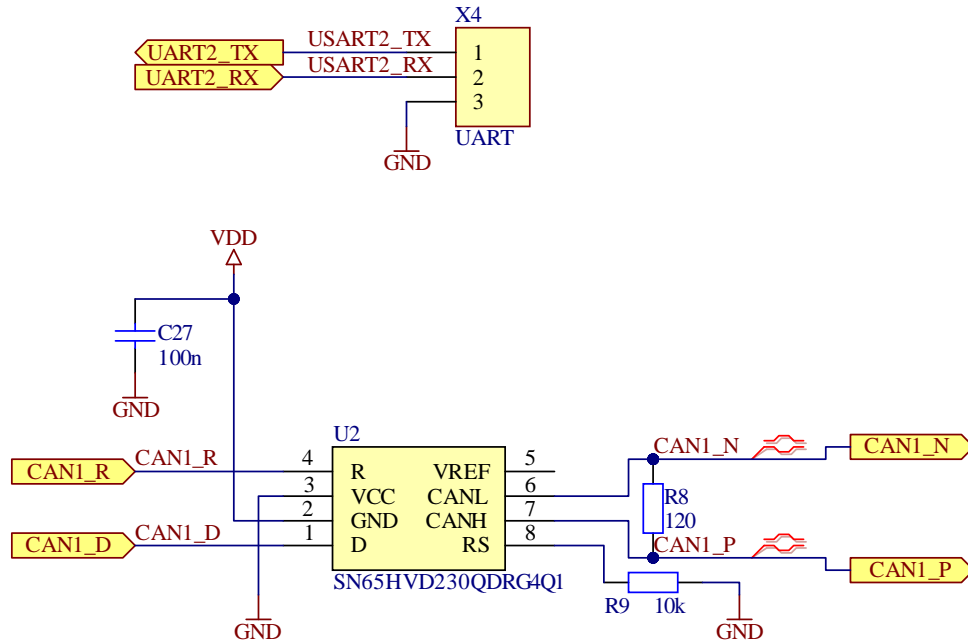 X4
UART2_TX
USART2_TX
1
UART2_RX
USART2_RX
2
3
GND
UART
VDD
C27
100n
GND
U2
CAN1_R
CAN1_R
4
R
VREF
5
CAN1_N
CAN1_N
3
VCC
CANL
6
R8
2
GND
CANH
7
120
CAN1_D
CAN1_D
1
D
RS
8
CAN1_P
CAN1_P
SN65HVD230QDRG4Q1
R9
10k
GND
GND